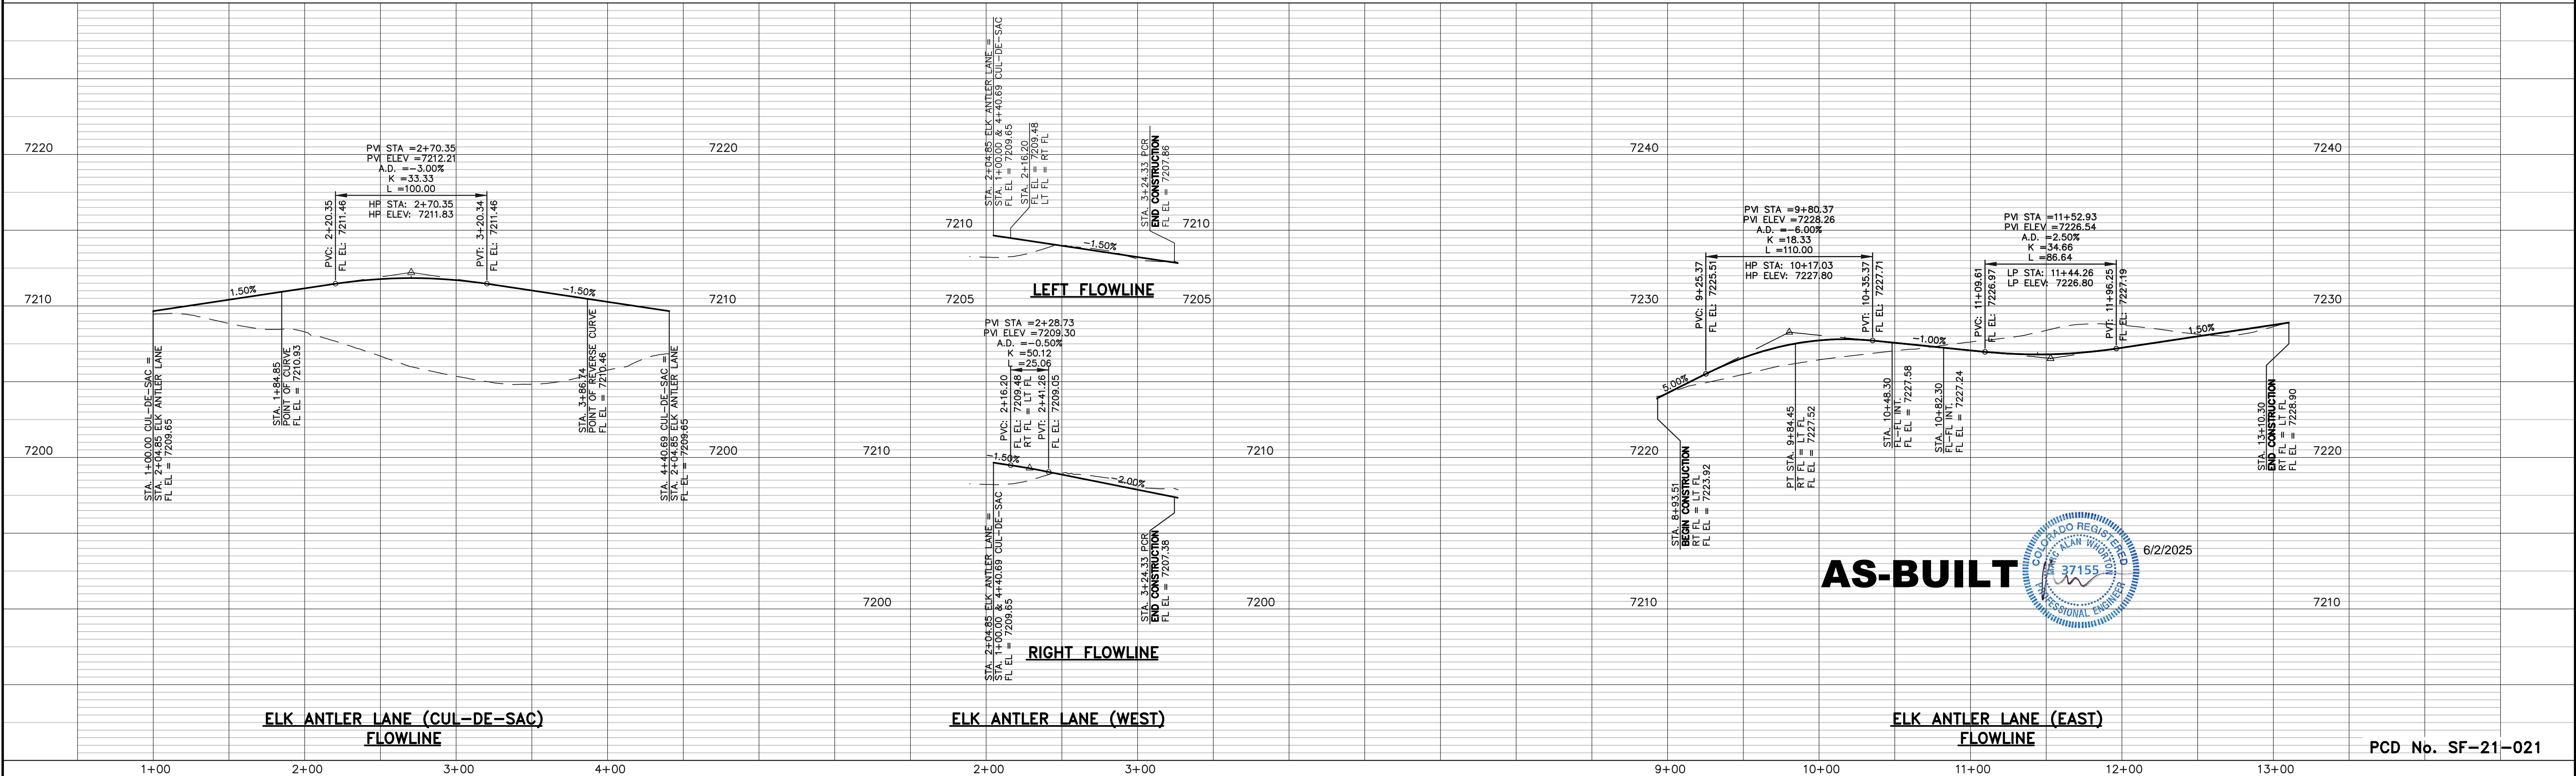 7220
7220
7210
7210
7200
7200
PVI STA =2+70.35
PVI ELEV =7212.21
A.D. =-3.00%
K =33.33
L =100.00
HP STA: 2+70.35
HP ELEV: 7211.83
PVC: 2+20.35
FL EL: 7211.46
PVT: 3+20.34
FL EL: 7211.46
1.50%
-1.50%
STA. 1+00.00 CUL-DE-SAC =
STA. 2+04.85 ELK ANTLER LANE
FL EL = 7209.65
STA. 1+84.85
POINT OF CURVE
FL EL = 7210.93
STA. 3+86.74
POINT OF REVERSE CURVE
FL EL = 7210.46
STA. 4+40.69 CUL-DE-SAC =
STA. 2+04.85 ELK ANTLER LANE
FL EL = 7209.65
ELK ANTLER LANE (CUL-DE-SAC)
FLOWLINE
STA. 2+04.85 ELK ANTLER LANE =
STA. 1+00.00 & 4+40.69 CUL-DE-SAC
FL EL = 7209.65
STA. 2+16.20
FL EL = 7209.48
LT FL = RT FL
STA. 3+24.33 PCR
END CONSTRUCTION
FL EL = 7207.86
7210
7210
-1.50%
LEFT FLOWLINE
7205
7205
PVI STA =2+28.73
PVI ELEV =7209.30
A.D. =-0.50%
K =50.12
L =25.06
PVC: 2+16.20
FL EL: 7209.48
RT FL = LT FL
PVT: 2+41.26
FL EL: 7209.05
7210
7210
-1.50%
-2.00%
STA. 2+04.85 ELK ANTLER LANE =
STA. 1+00.00 & 4+40.69 CUL-DE-SAC
FL EL = 7209.65
STA. 3+24.33 PCR
END CONSTRUCTION
FL EL = 7207.38
7200
7200
RIGHT FLOWLINE
ELK ANTLER LANE (WEST)
7240
7240
7230
7230
7220
7220
7210
7210
PVI STA =9+80.37
PVI ELEV =7228.26
A.D. =-6.00%
K =18.33
L =110.00
HP STA: 10+17.03
HP ELEV: 7227.80
PVC: 9+25.37
FL EL: 7225.51
PVT: 10+35.37
FL EL: 7227.71
PVI STA =11+52.93
PVI ELEV =7226.54
A.D. =2.50%
K =34.66
L =86.64
LP STA: 11+44.26
LP ELEV: 7226.80
PVC: 11+09.61
FL EL: 7226.97
PVT: 11+96.25
FL EL: 7227.19
5.00%
-1.00%
1.50%
STA. 8+93.51
BEGIN CONSTRUCTION
RT FL = LT FL
FL EL = 7223.92
PT STA. 9+84.45
RT FL = LT FL
FL EL = 7227.52
STA. 10+48.30
FL-FL INT.
FL EL = 7227.58
STA. 10+82.30
FL-FL INT.
FL EL = 7227.24
STA. 13+10.30
END CONSTRUCTION
RT FL = LT FL
FL EL = 7228.90
AS-BUILT
COLORADO REGISTERED
MARC ALAN WHORTON
37155
PROFESSIONAL ENGINEER
6/2/2025
ELK ANTLER LANE (EAST)
FLOWLINE
PCD No. SF-21-021
1+00
2+00
3+00
4+00
2+00
3+00
9+00
10+00
11+00
12+00
13+00